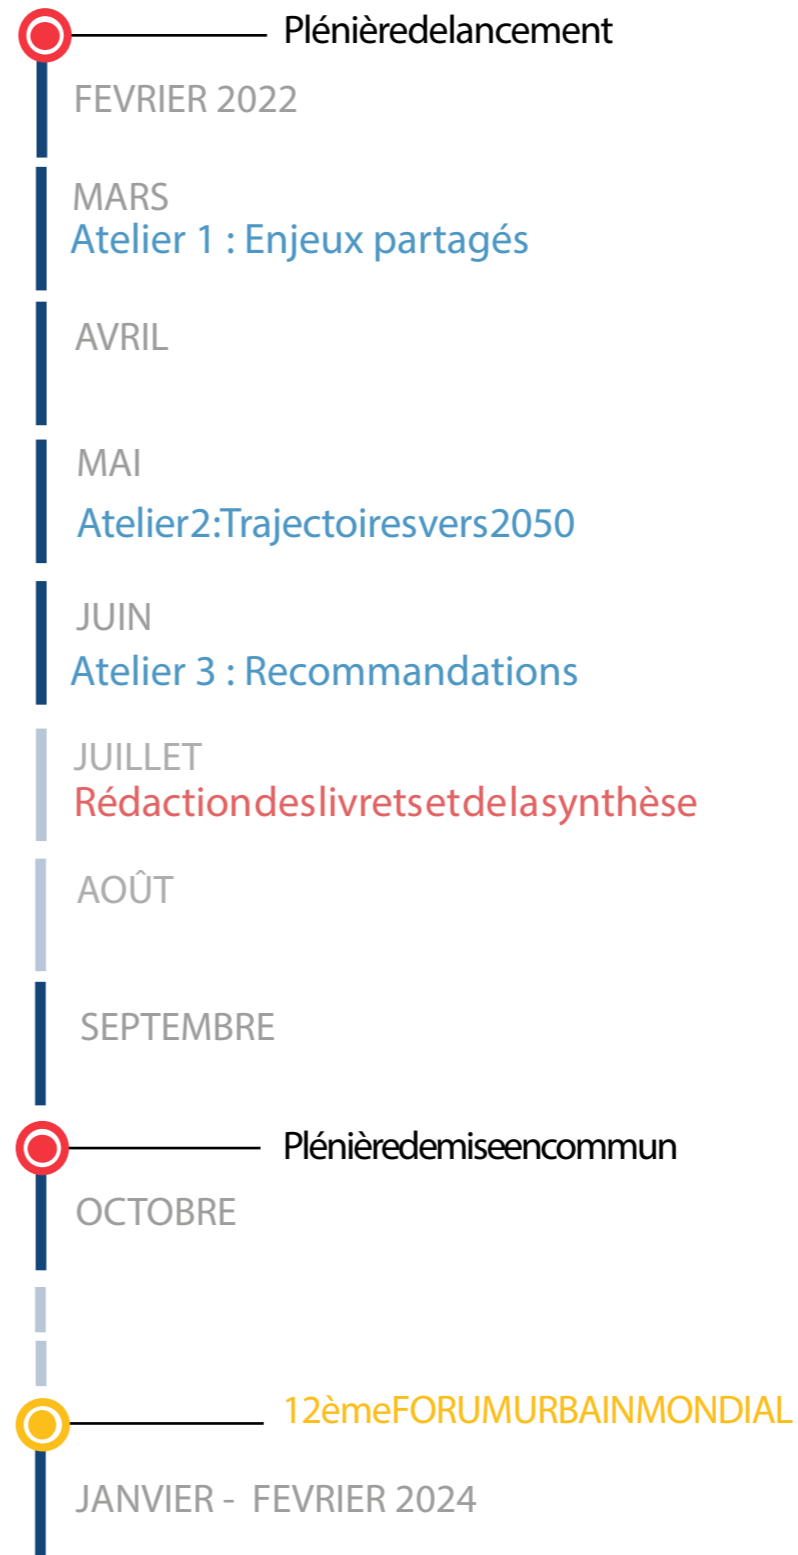 Plénièredelancement
FEVRIER 2022
MARS
Atelier 1 : Enjeux partagés
AVRIL
MAI
Atelier2:Trajectoiresvers2050
JUIN
Atelier 3 : Recommandations
JUILLET
Rédactiondeslivretsetdelasynthèse
AOÛT
SEPTEMBRE
Plénièredemiseencommun
OCTOBRE
12èmeFORUMURBAINMONDIAL
JANVIER - FEVRIER 2024